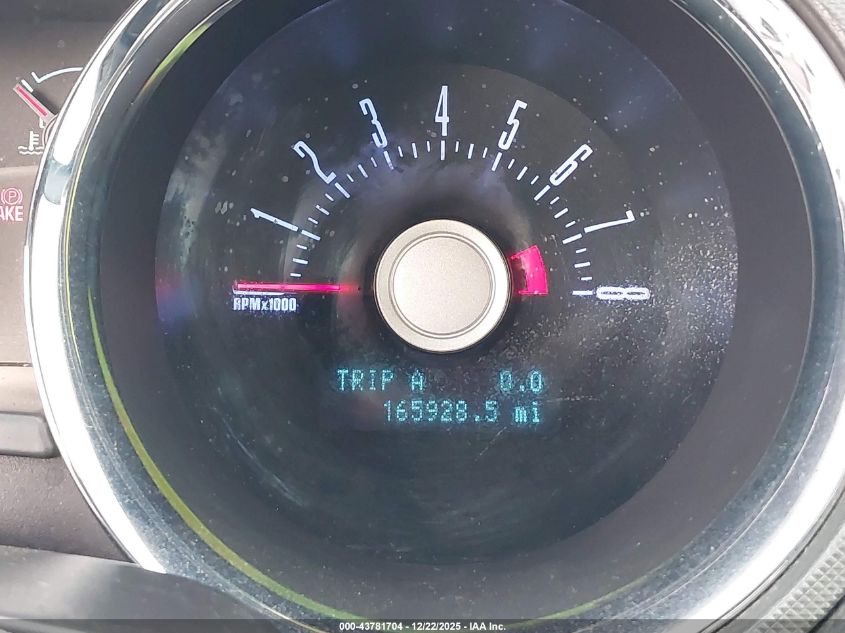 1 2 3 4 5 6 7 8
RPMx1000
TRIP A 0.0
165928.5 mi
AKE
000-43781704 - 12/22/2025 - IAA Inc.